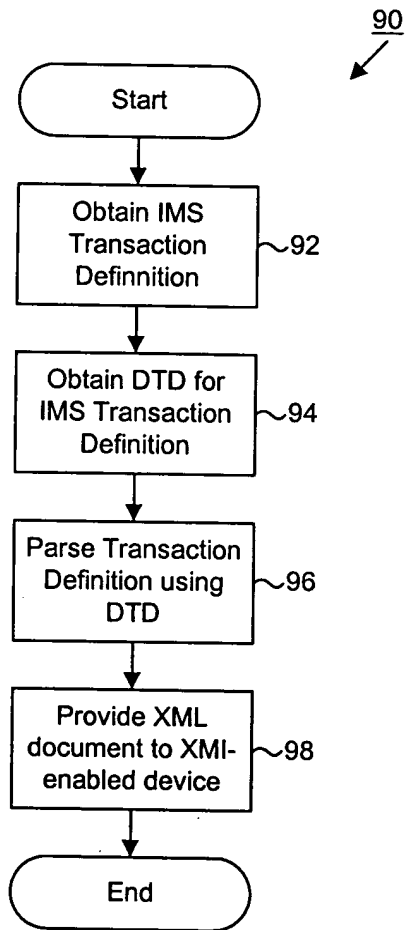 90
Start
Obtain IMS
Transaction
Definnition
92
Obtain DTD for
IMS Transaction
Definition
94
Parse Transaction
Definition using
DTD
96
Provide XML
document to XMI-
enabled device
98
End